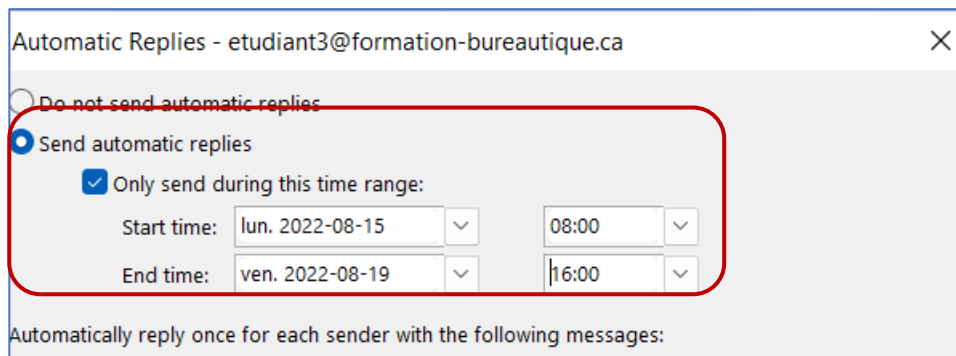 Automatic Replies - etudiant3@formation-bureautique.ca
Do not send automatic replies
Send automatic replies
Only send during this time range:
Start time: lun. 2022-08-15 08:00
End time: ven. 2022-08-19 16:00
Automatically reply once for each sender with the following messages: